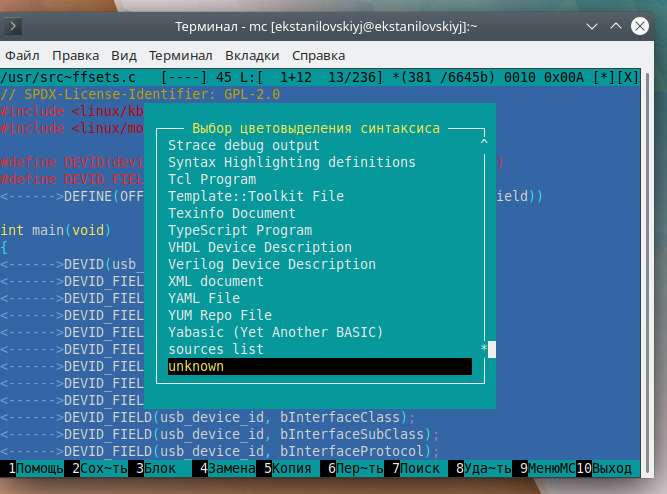 Терминал - mc [ekstanilovskiyj@ekstanilovskiyj]:~
Файл Правка Вид Терминал Вкладки Справка
/usr/src~ffsets.c [----] 45 L:[ 1+12 13/236] *(381 /6645b) 0010 0x00A [*][X]
// SPDX-License-Identifier: GPL-2.0
#include <linux/kb
#include <linux/mo
Выбор цветовыделения синтаксиса
Strace debug output
#define DEVID(devi Syntax Highlighting definitions )
#define DEVID_FIEL Tcl Program
<------>DEFINE(OFF Template::Toolkit File ield))
Texinfo Document
int main(void) TypeScript Program
{ VHDL Device Description
<------>DEVID(usb_ Verilog Device Description
<------>DEVID_FIEL XML document
<------>DEVID_FIEL YAML File
<------>DEVID_FIEL YUM Repo File
<------>DEVID_FIEL Yabasic (Yet Another BASIC)
<------>DEVID_FIEL sources list *
<------>DEVID_FIEL unknown
<------>DEVID_FIEL
<------>DEVID_FIEL
<------>DEVID_FIELD(usb_device_id, bInterfaceClass);
<------>DEVID_FIELD(usb_device_id, bInterfaceSubClass);
<------>DEVID_FIELD(usb_device_id, bInterfaceProtocol);
1Помощь 2Сох~ть 3Блок 4Замена 5Копия 6Пер~ть 7Поиск 8Уда~ть 9МенюMC 10Выход